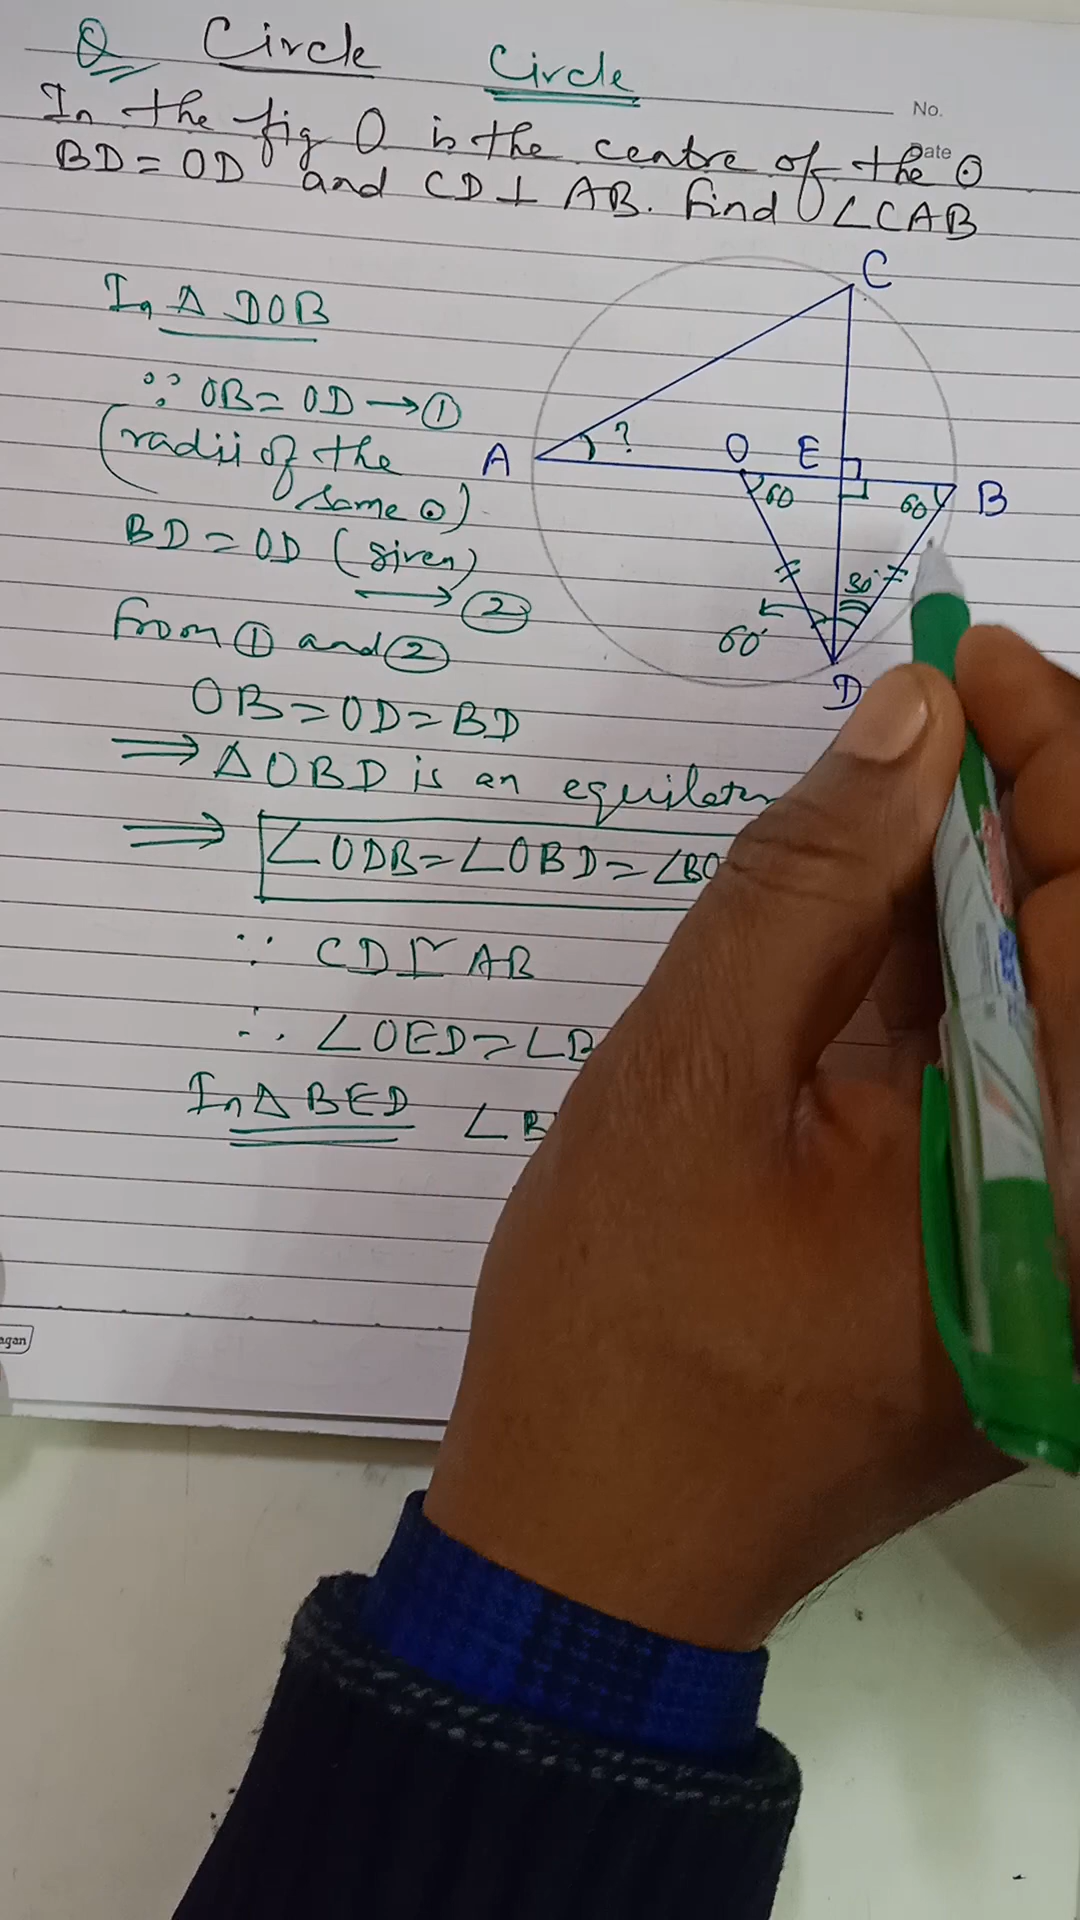 Q Circle Circle
No.
Date
In the fig O is the centre of the ⊙
BD = OD and CD ⊥ AB. Find ∠CAB
In △ DOB
∵ OB = OD → ①
(radii of the
same ⊙)
BD = OD (given)
→ ②
From ① and ②
OB = OD = BD
⇒ △OBD is an
⇒ ∠ODB = ∠OBD =
∵ CD ⊥ AB
∴ ∠OED =
In △ BED
C
A ? O E B
60 60
30°
60°
D